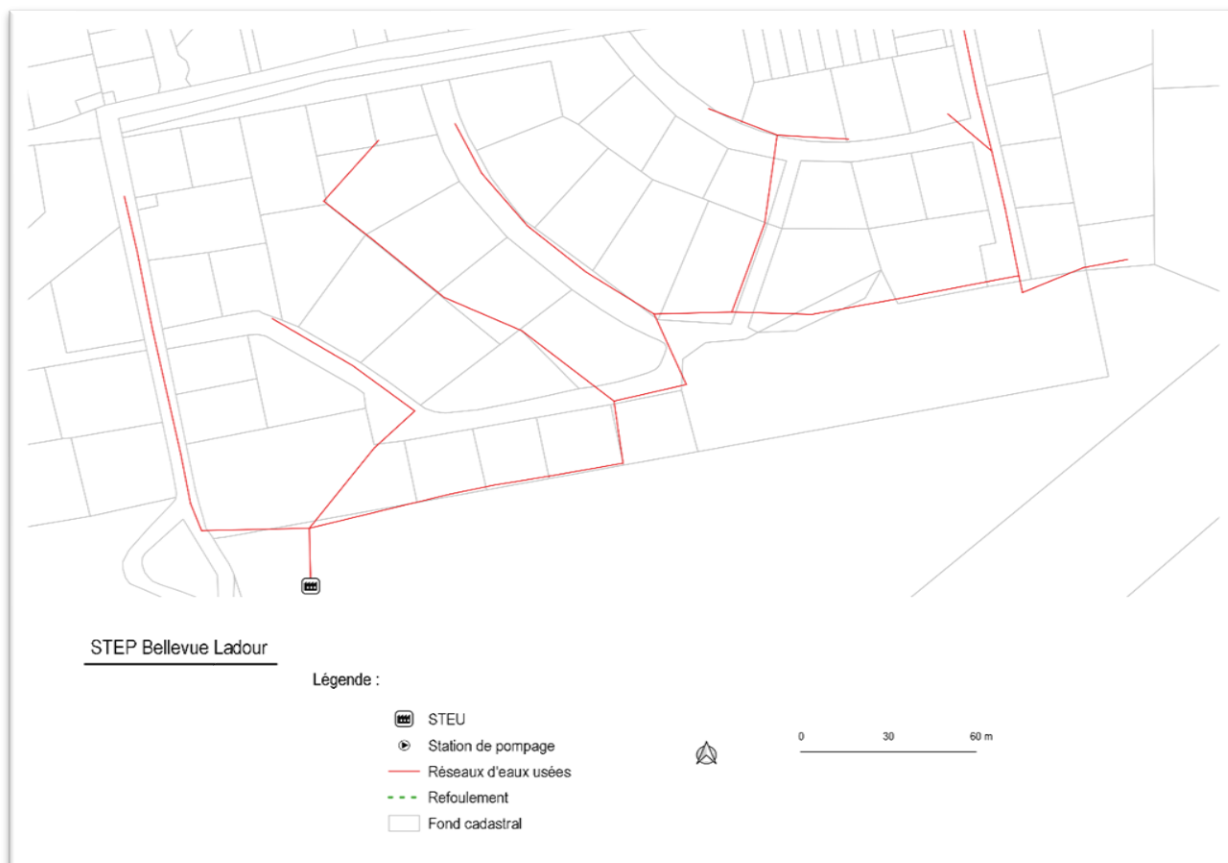 STEP Bellevue Ladour
Légende :
STEU
Station de pompage
Réseaux d'eaux usées
Refoulement
Fond cadastral
0 30 60 m